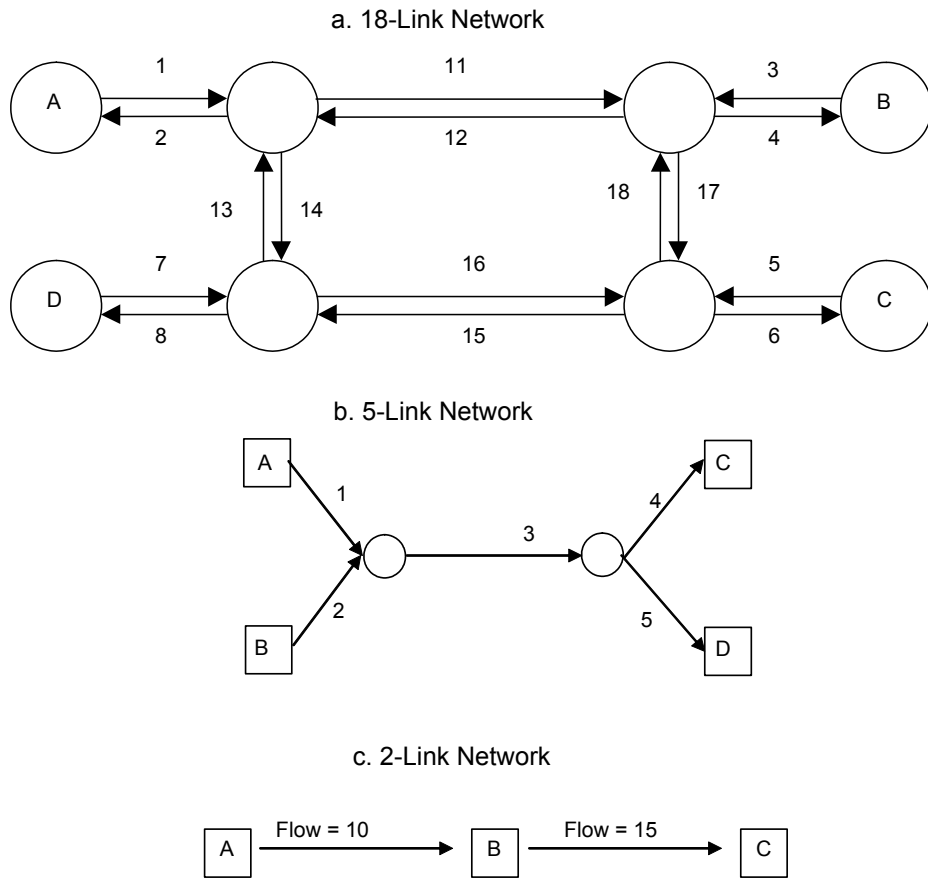 a. 18-Link Network
1 11 3
A B
2 12 4
13 14 18 17
7 16 5
D C
8 15 6
b. 5-Link Network
A C
1 4
3
2 5
B D
c. 2-Link Network
Flow = 10 Flow = 15
A B C